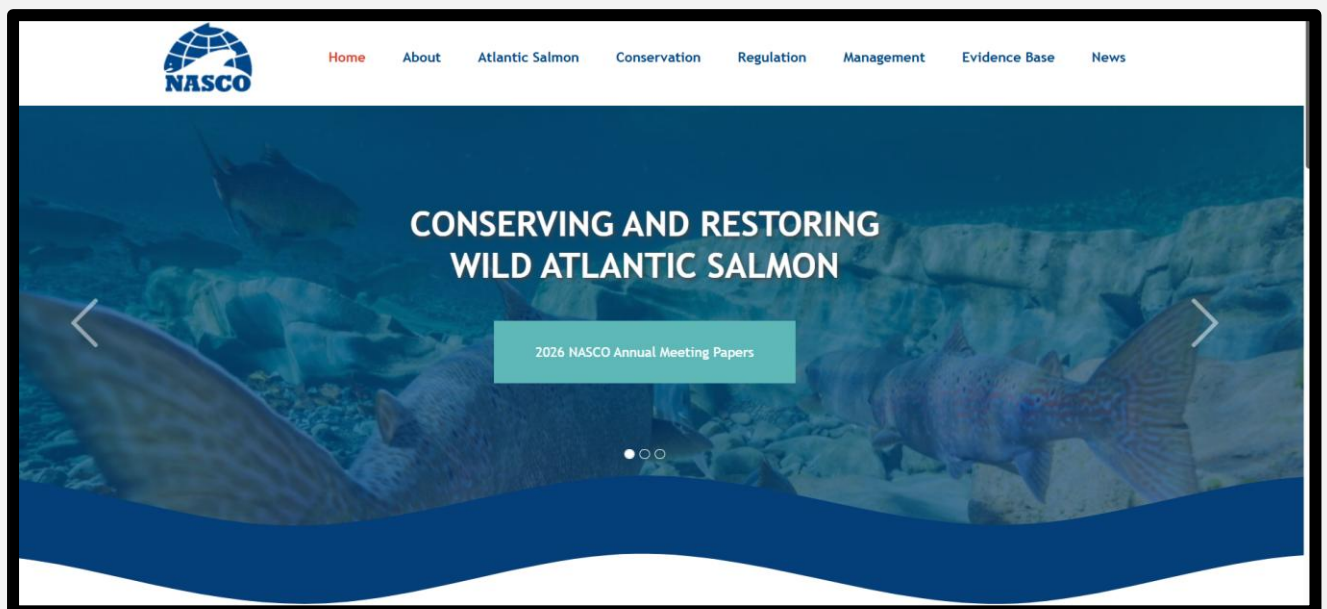 NASCO
Home About Atlantic Salmon Conservation Regulation Management Evidence Base News
CONSERVING AND RESTORING
WILD ATLANTIC SALMON
2026 NASCO Annual Meeting Papers